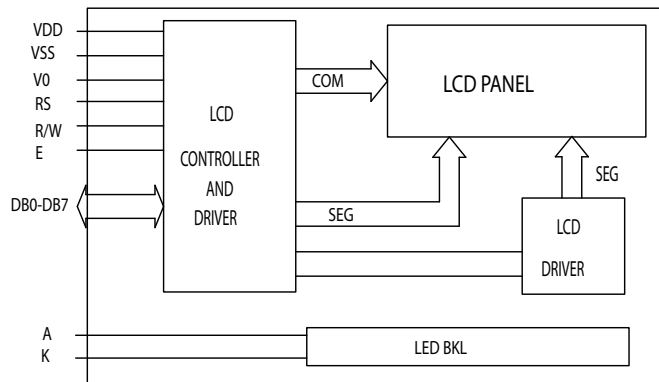 VDD
VSS
V0
RS
R/W
E
DB0-DB7
LCD
CONTROLLER
AND
DRIVER
COM
LCD PANEL
SEG
SEG
LCD
DRIVER
A
K
LED BKL